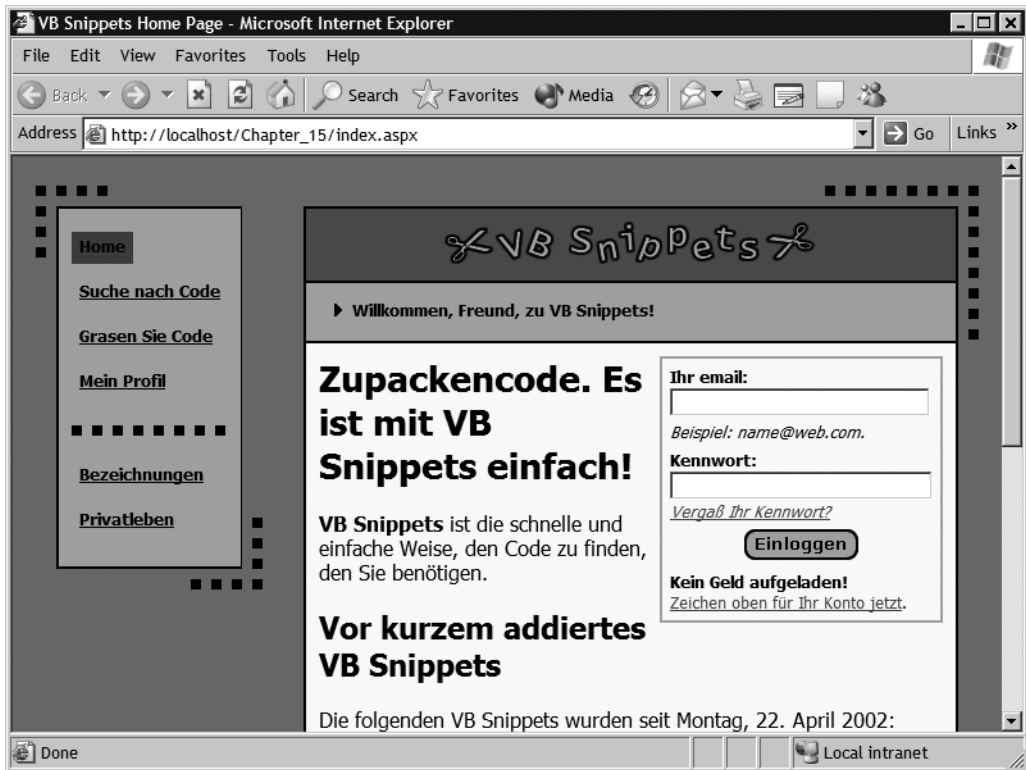 VB Snippets Home Page - Microsoft Internet Explorer
File Edit View Favorites Tools Help
Back Search Favorites Media
Address http://localhost/Chapter_15/index.aspx Go Links »
Home
Suche nach Code
Grasen Sie Code
Mein Profil
Bezeichnungen
Privatleben
VB Snippets
Willkommen, Freund, zu VB Snippets!
Zupackencode. Es
ist mit VB
Snippets einfach!
VB Snippets ist die schnelle und
einfache Weise, den Code zu finden,
den Sie benötigen.
Vor kurzem addiertes
VB Snippets
Die folgenden VB Snippets wurden seit Montag, 22. April 2002:
Ihr email:
Beispiel: name@web.com.
Kennwort:
Vergaß Ihr Kennwort?
Einloggen
Kein Geld aufgeladen!
Zeichen oben für Ihr Konto jetzt.
Done Local intranet